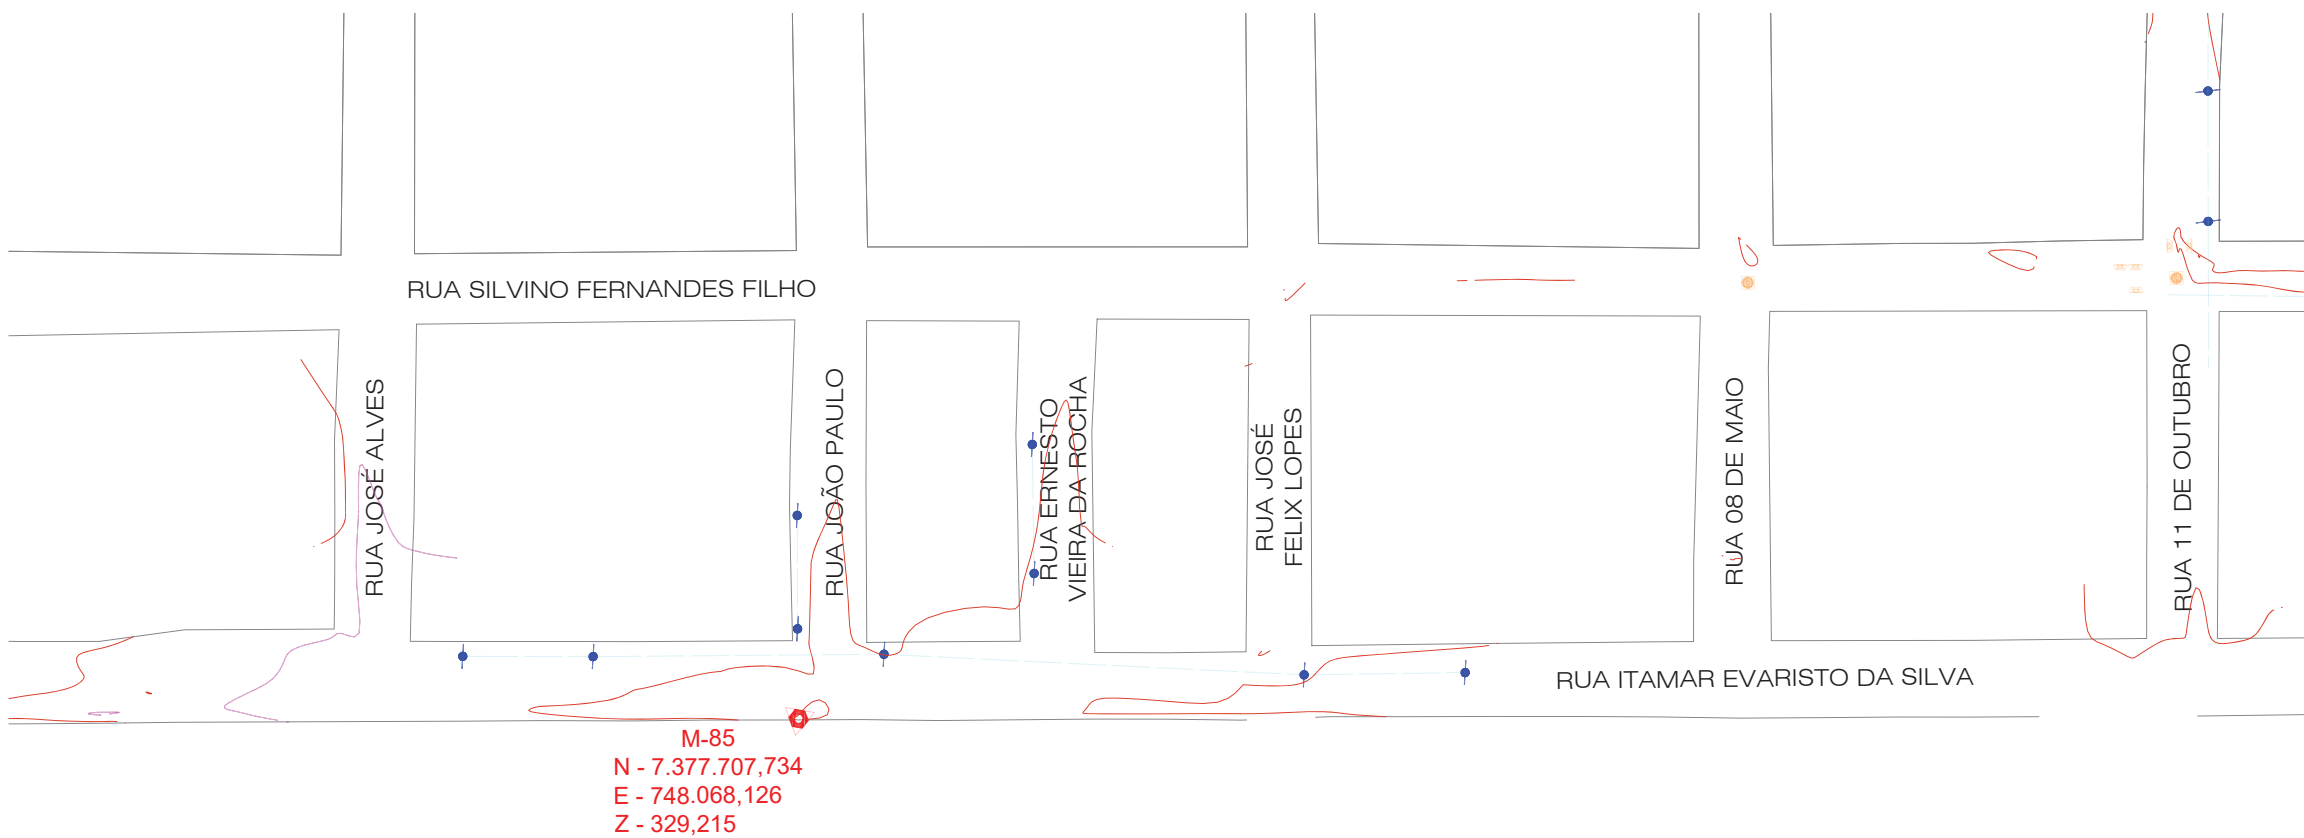 RUA SILVINO FERNANDES FILHO
RUA JOSÉ ALVES
RUA JOÃO PAULO
RUA ERNESTO
VIEIRA DA ROCHA
RUA JOSÉ
FELIX LOPES
RUA 08 DE MAIO
RUA 11 DE OUTUBRO
RUA ITAMAR EVARISTO DA SILVA
M-85
N - 7.377.707,734
E - 748.068,126
Z - 329,215